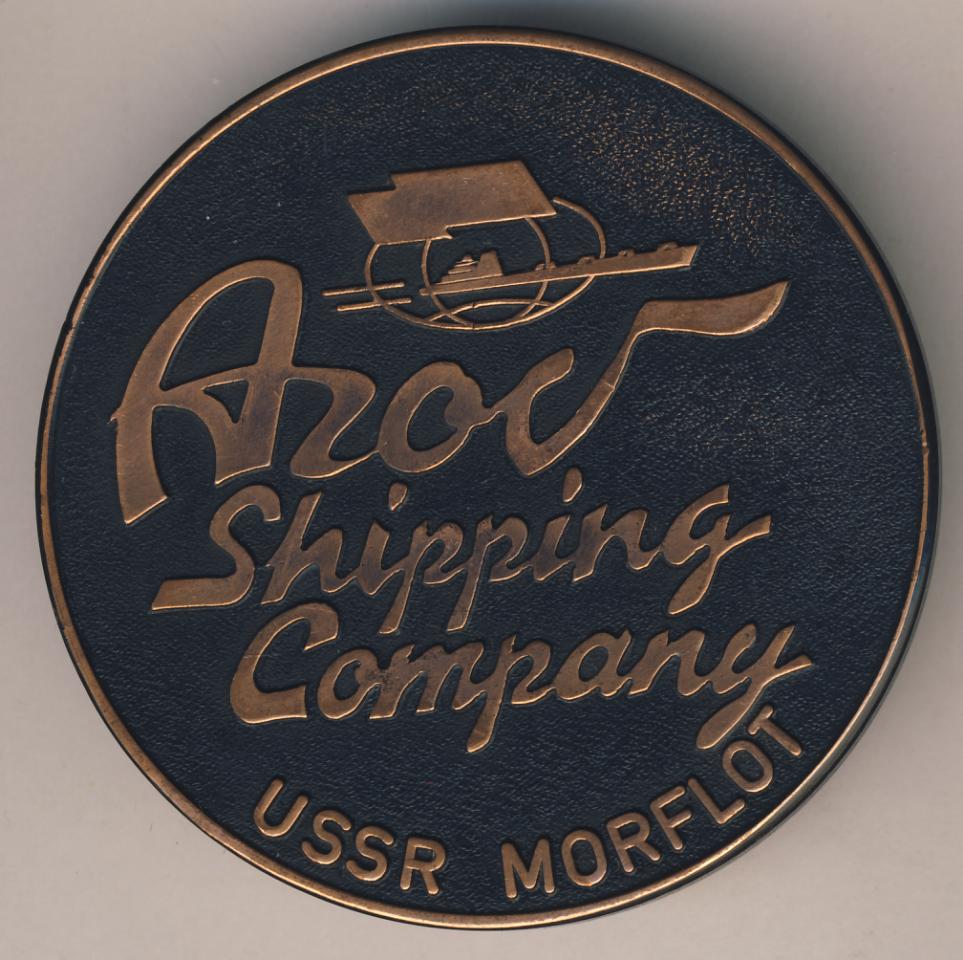 Azov
Shipping
Company
USSR MORFLOT